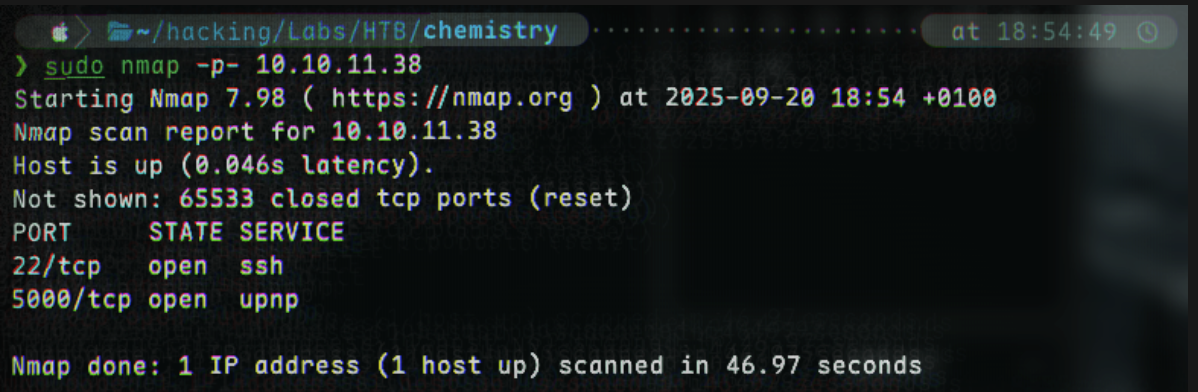 ~/hacking/Labs/HTB/chemistry at 18:54:49
❯ sudo nmap -p- 10.10.11.38
Starting Nmap 7.98 ( https://nmap.org ) at 2025-09-20 18:54 +0100
Nmap scan report for 10.10.11.38
Host is up (0.046s latency).
Not shown: 65533 closed tcp ports (reset)
PORT     STATE SERVICE
22/tcp   open  ssh
5000/tcp open  upnp
Nmap done: 1 IP address (1 host up) scanned in 46.97 seconds